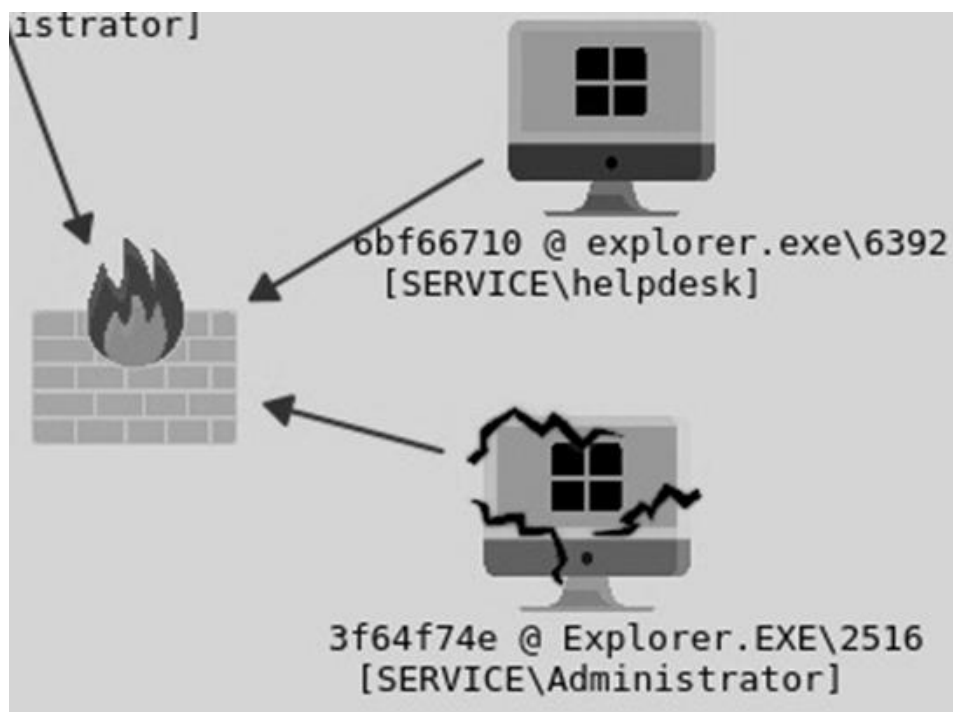 istrator]
6bf66710 @ explorer.exe\6392
[SERVICE\helpdesk]
3f64f74e @ Explorer.EXE\2516
[SERVICE\Administrator]